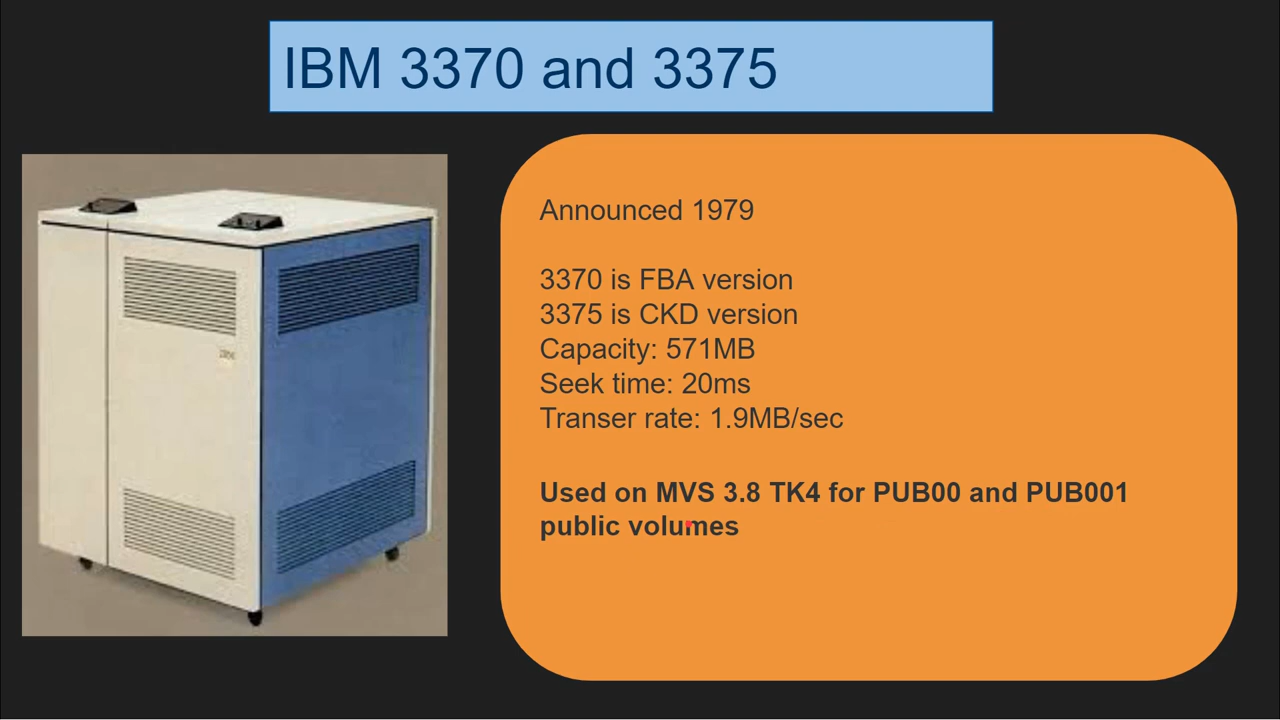 IBM 3370 and 3375
Announced 1979
3370 is FBA version
3375 is CKD version
Capacity: 571MB
Seek time: 20ms
Transer rate: 1.9MB/sec
Used on MVS 3.8 TK4 for PUB00 and PUB001
public volumes